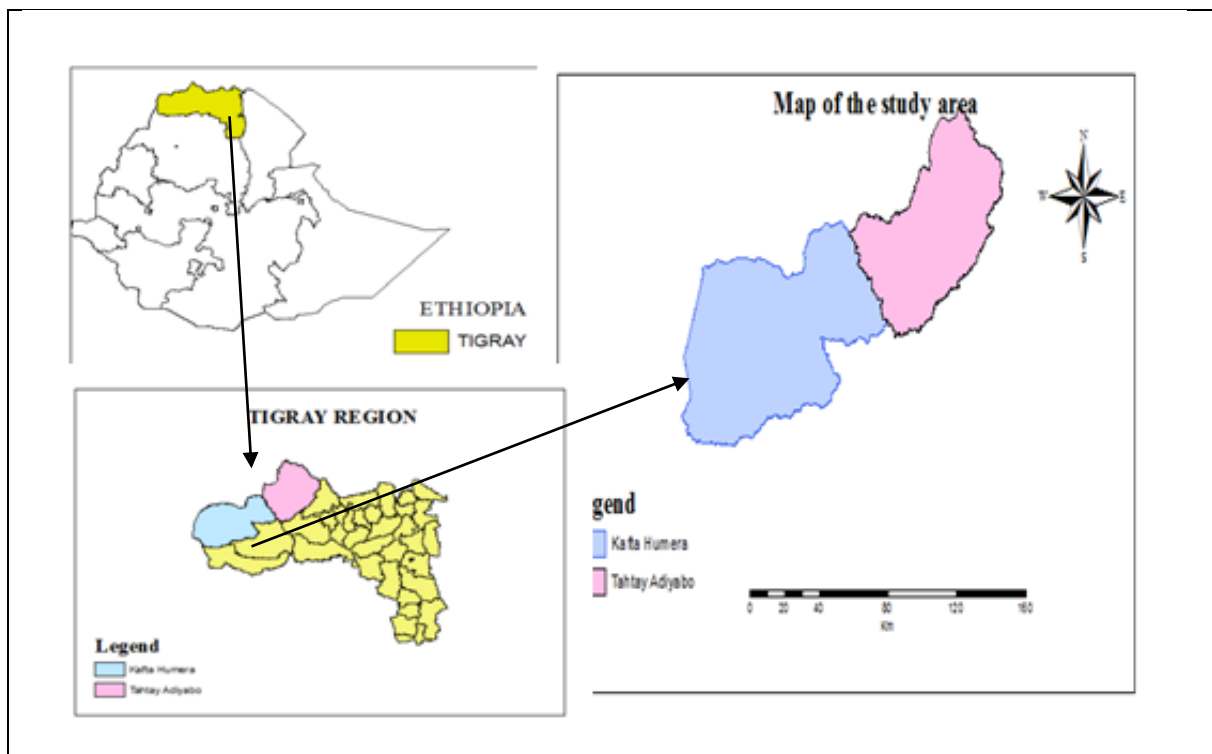 ETHIOPIA
TIGRAY
TIGRAY REGION
Legend
Kafta Humera
Tahtay Adiyabo
Map of the study area
N
W E
S
gend
Kafta Humera
Tahtay Adiyabo
0 10 20 40 80 120 160
Km